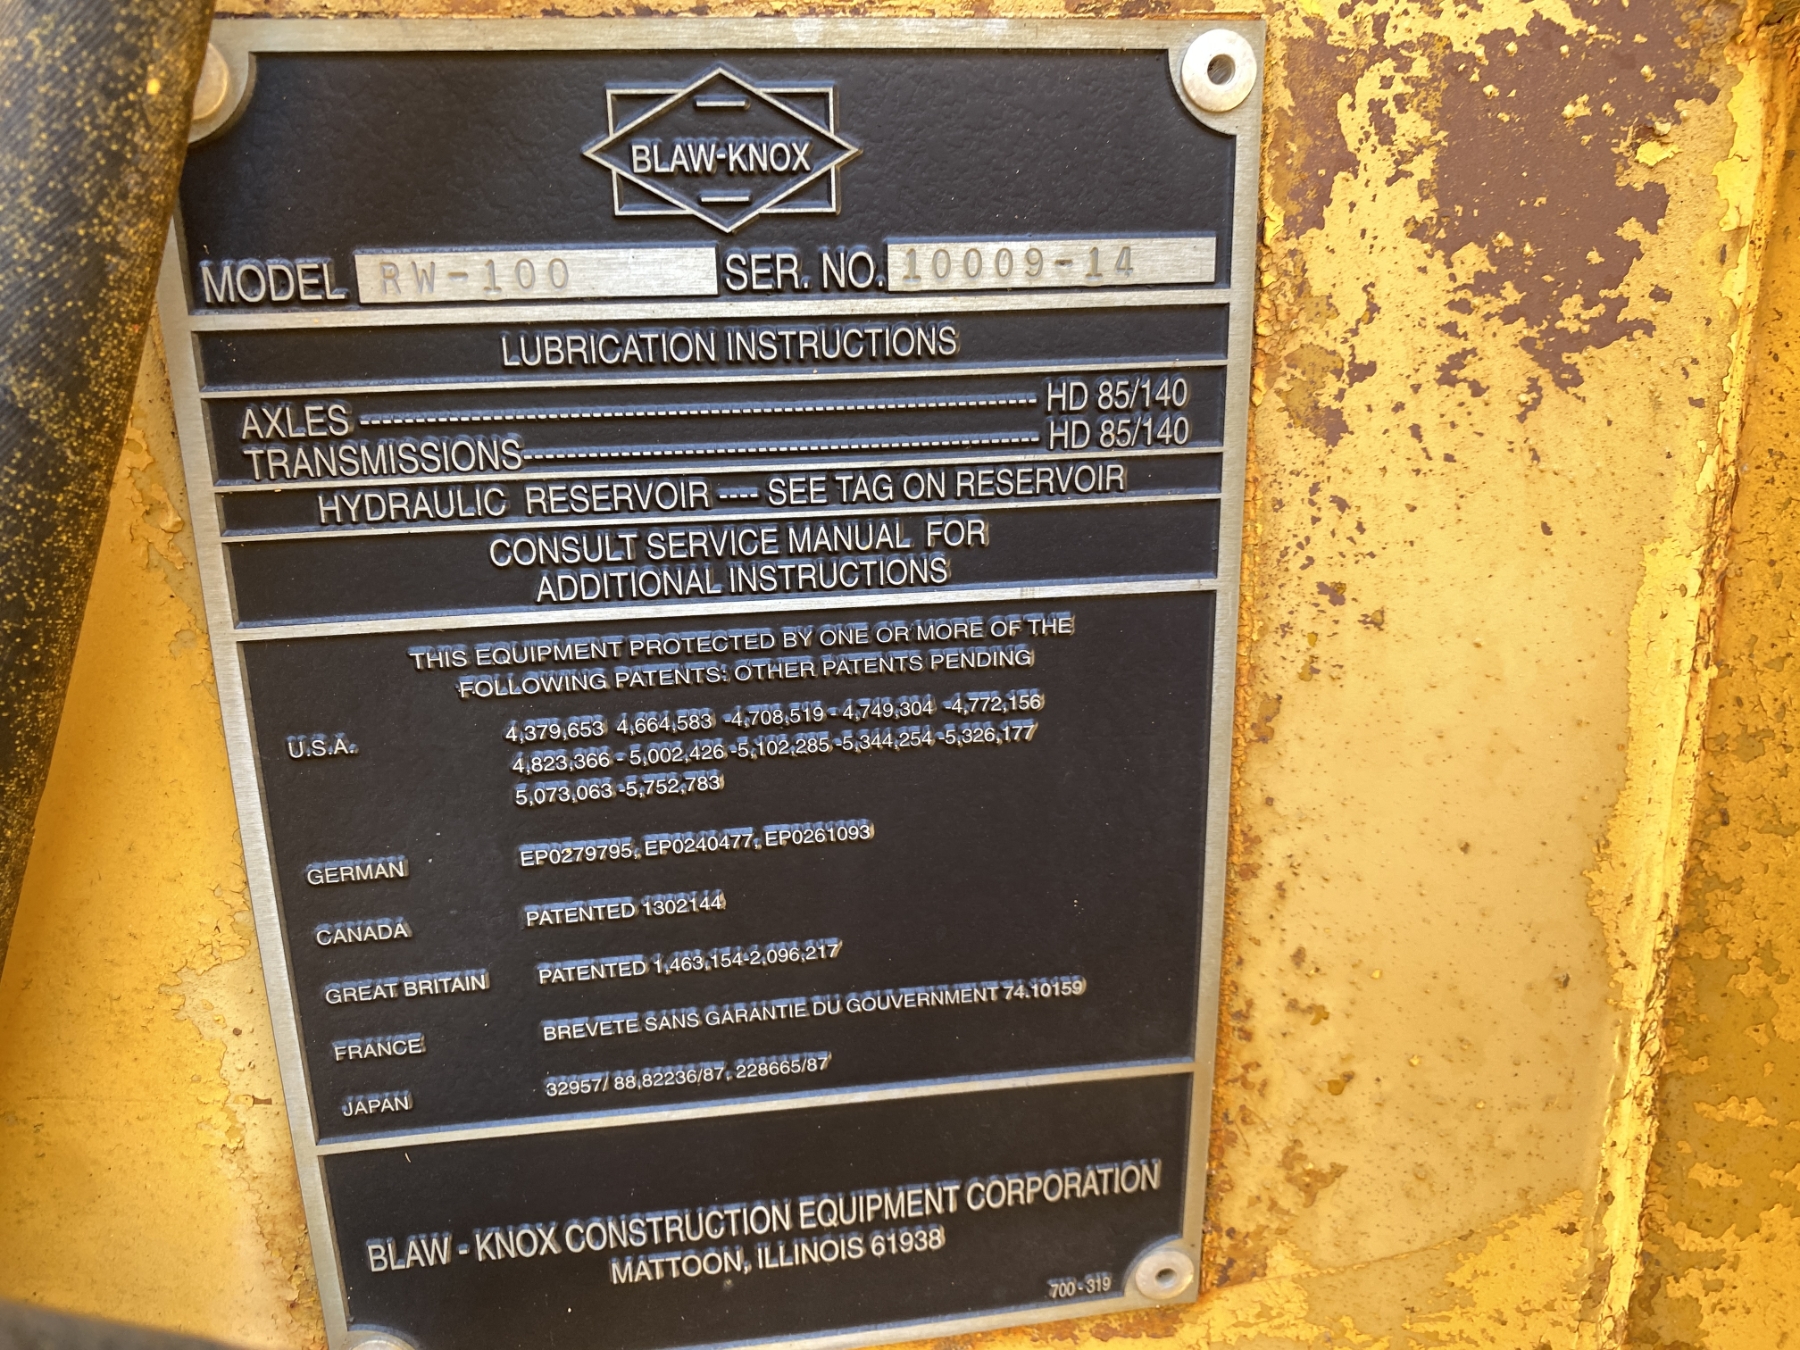 BLAW-KNOX
MODEL RW-100 SER. NO. 10009-14
LUBRICATION INSTRUCTIONS
AXLES ---------- HD 85/140
TRANSMISSIONS ---------- HD 85/140
HYDRAULIC RESERVOIR ---- SEE TAG ON RESERVOIR
CONSULT SERVICE MANUAL FOR
ADDITIONAL INSTRUCTIONS
THIS EQUIPMENT PROTECTED BY ONE OR MORE OF THE
FOLLOWING PATENTS: OTHER PATENTS PENDING
U.S.A. 4,379,653 4,664,583 -4,708,519 - 4,749,304 -4,772,156
4,823,366 - 5,002,426 -5,102,285 -5,344,254 -5,326,177
5,073,063 -5,752,783
GERMAN EP0279795, EP0240477, EP0261093
CANADA PATENTED 1302144
GREAT BRITAIN PATENTED 1,463,154-2,096,217
FRANCE BREVETE SANS GARANTIE DU GOUVERNMENT 74.10159
JAPAN 32957/ 88,82236/87, 228665/87
BLAW - KNOX CONSTRUCTION EQUIPMENT CORPORATION
MATTOON, ILLINOIS 61938
700 - 319